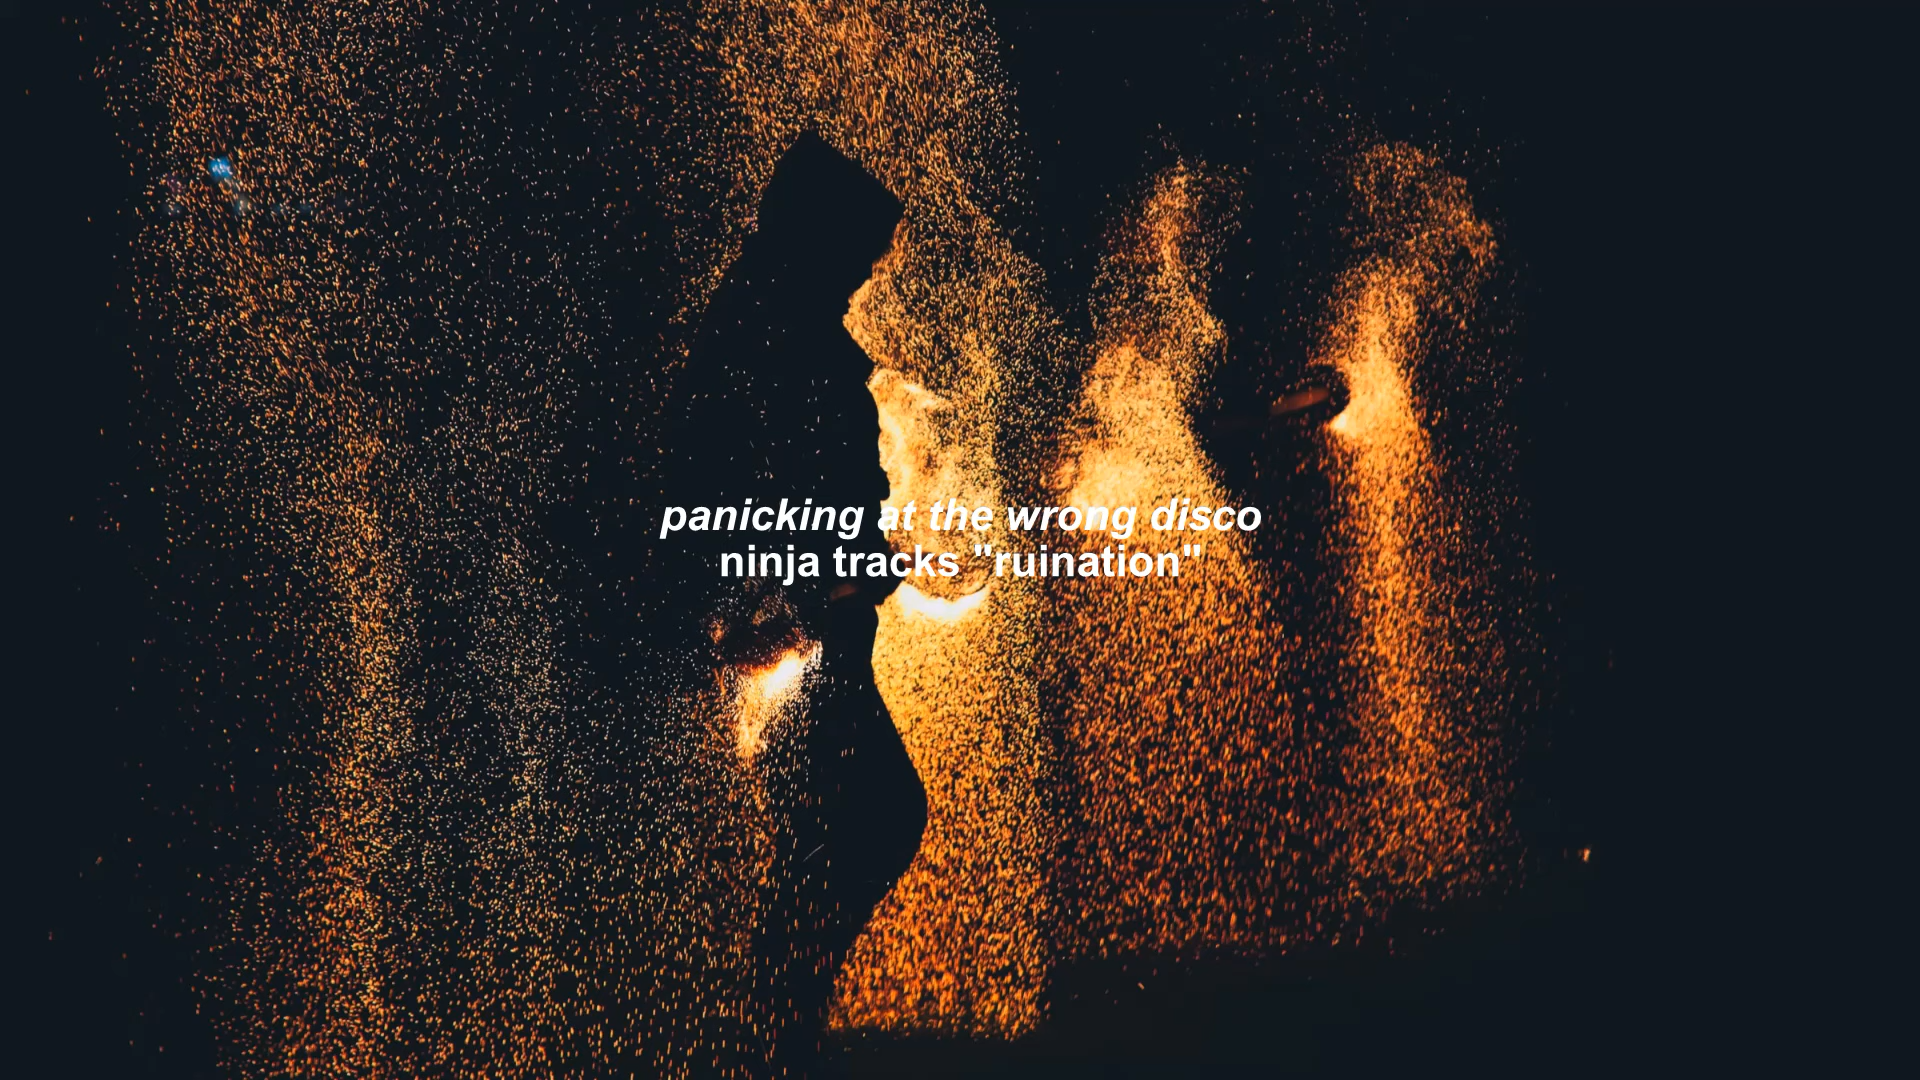 panicking at the wrong disco
ninja tracks "ruination"